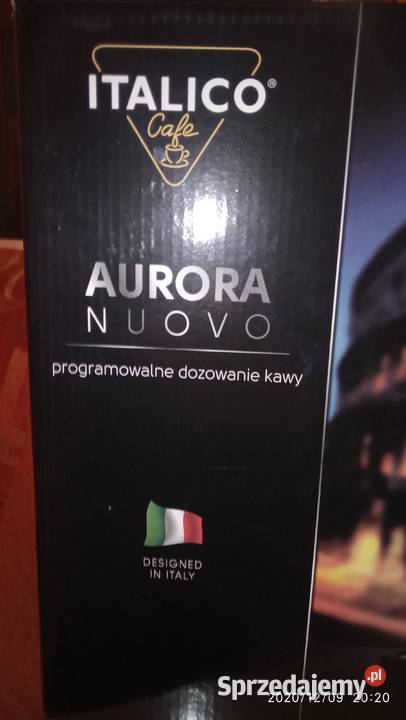 ITALICO®
Cafe
AURORA
NUOVO
programowalne dozowanie kawy
DESIGNED
IN ITALY
Sprzedajemy.pl
2020/12/09 20:20